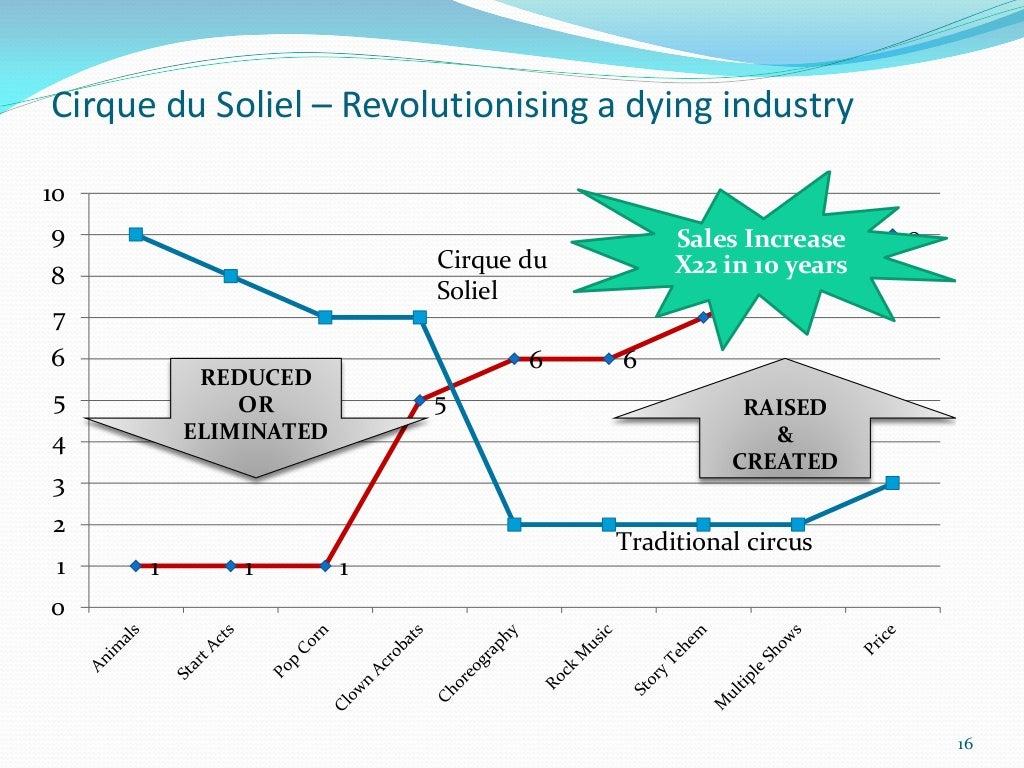 Cirque du Soliel – Revolutionising a dying industry
10
9
8
7
6
5
4
3
2
1
0
Cirque du
Soliel
Sales Increase
X22 in 10 years
REDUCED
OR
ELIMINATED
RAISED
&
CREATED
1
1
1
5
6
6
Traditional circus
Animals
Start Acts
Pop Corn
Clown Acrobats
Choreography
Rock Music
Story Tehem
Multiple Shows
Price
16